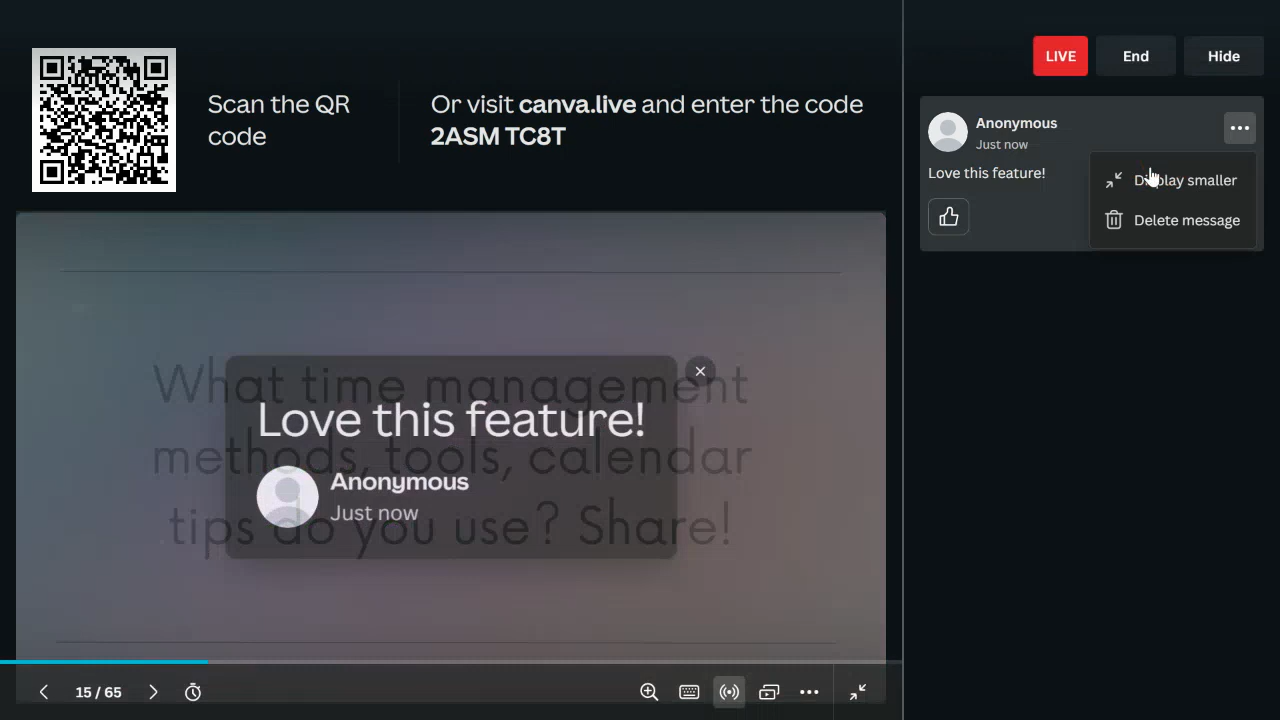 Scan the QR
code
Or visit canva.live and enter the code
2ASM TC8T
LIVE
End
Hide
Anonymous
Just now
Love this feature!
Display smaller
Delete message
What time management
methods, tools, calendar
tips do you use? Share!
Love this feature!
Anonymous
Just now
15 / 65